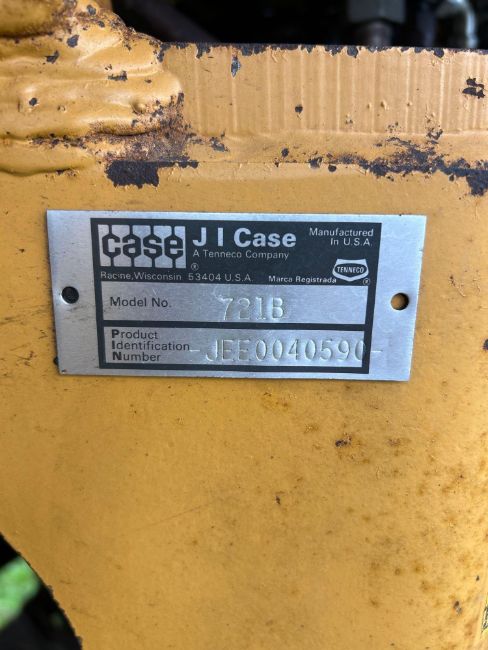 case J I Case
A Tenneco Company
Manufactured
In U.S.A.
Racine, Wisconsin 53404 U.S.A.
Marca Registrada
TENNECO
®
®
Model No. 721B
Product
Identification
Number
-JEE0040590-